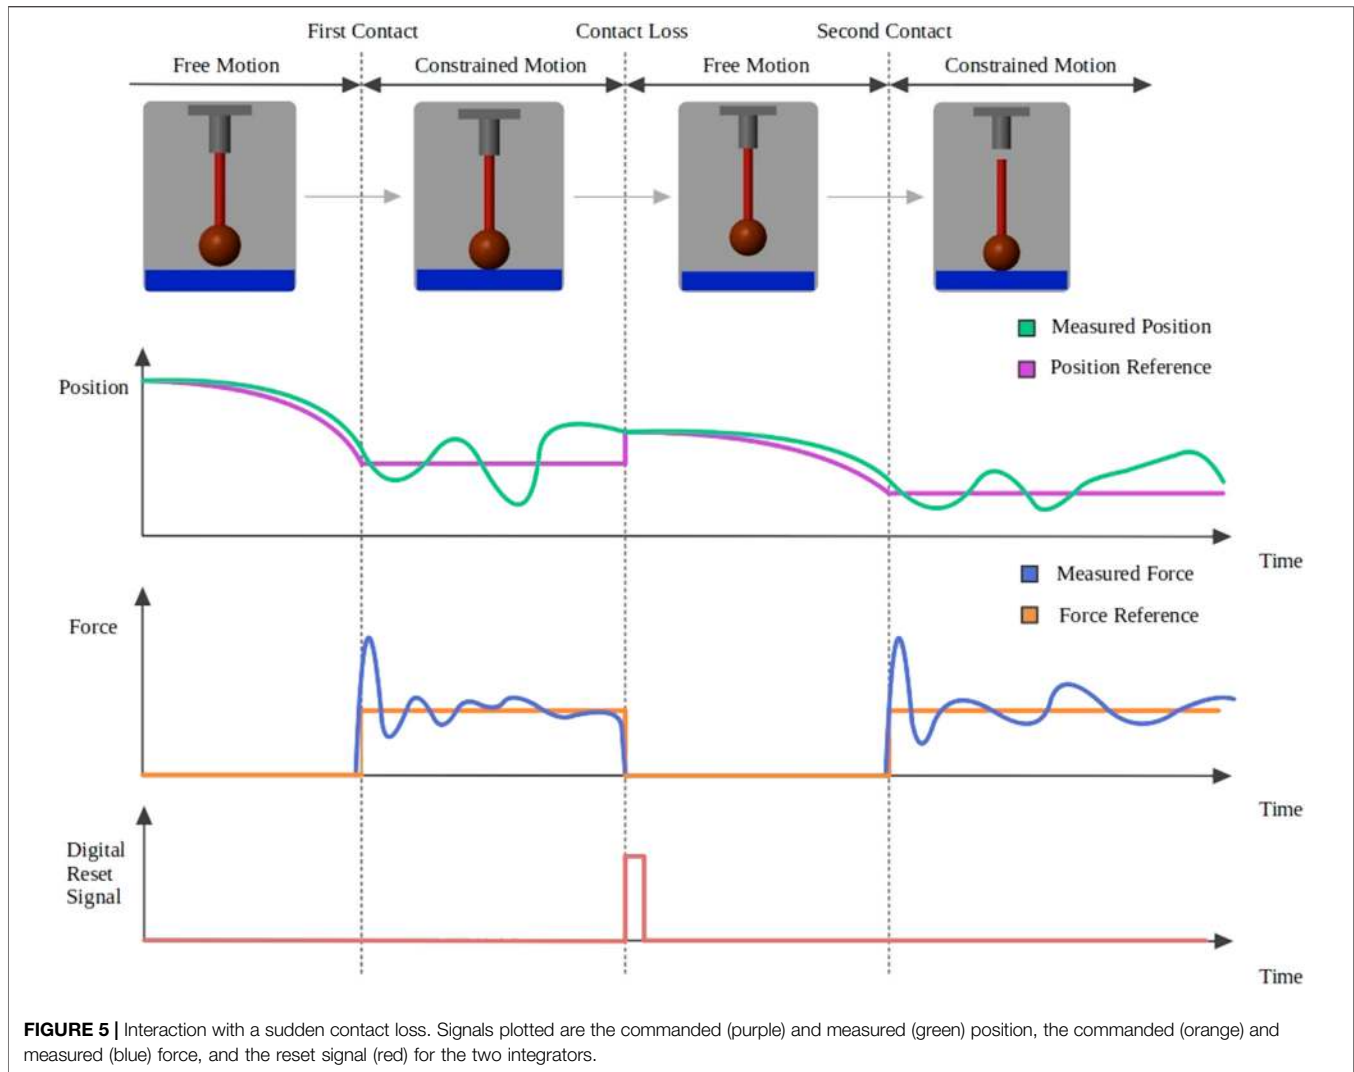 First Contact
Contact Loss
Second Contact
Free Motion
Constrained Motion
Free Motion
Constrained Motion
Measured Position
Position Reference
Position
Time
Measured Force
Force Reference
Force
Time
Digital
Reset
Signal
Time
FIGURE 5 | Interaction with a sudden contact loss. Signals plotted are the commanded (purple) and measured (green) position, the commanded (orange) and
measured (blue) force, and the reset signal (red) for the two integrators.